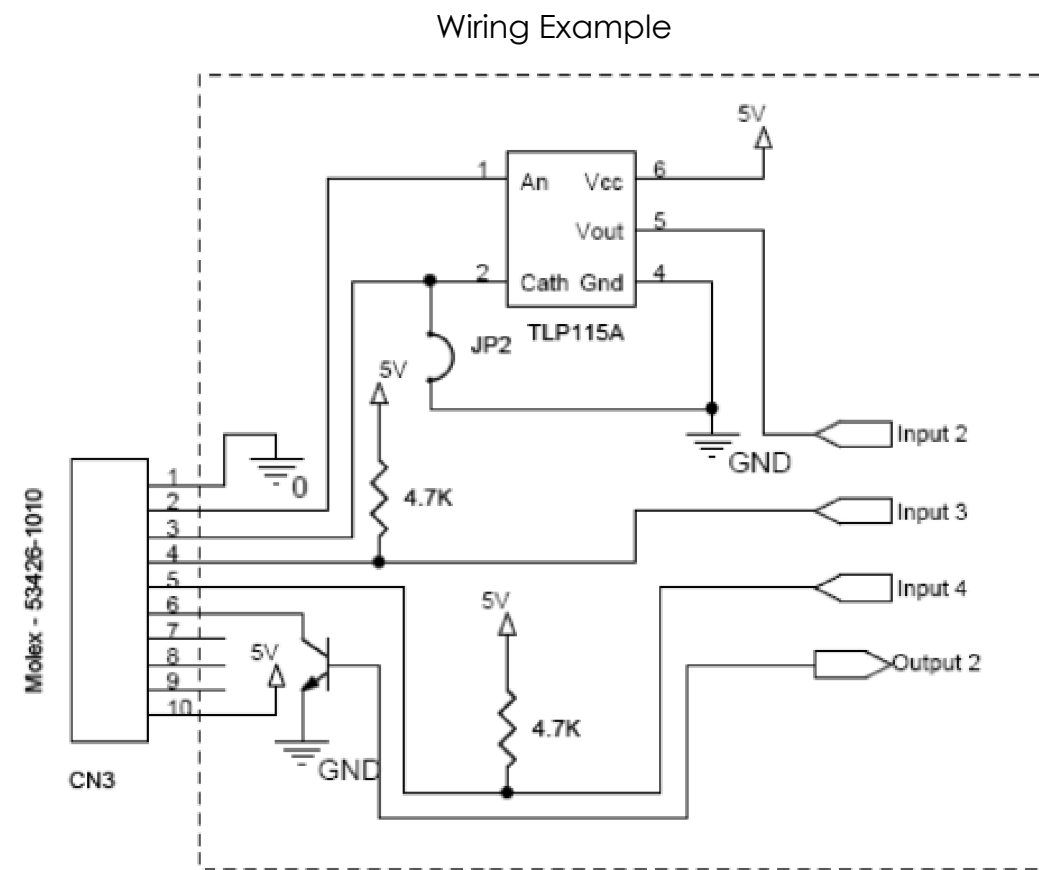 Wiring Example
5V
1
An
Vcc
6
Vout
5
2
Cath
Gnd
4
TLP115A
JP2
5V
4.7K
GND
0
Input 2
Input 3
Input 4
Output 2
Molex - 53426-1010
1
2
3
4
5
6
7
8
9
10
5V
5V
4.7K
GND
CN3